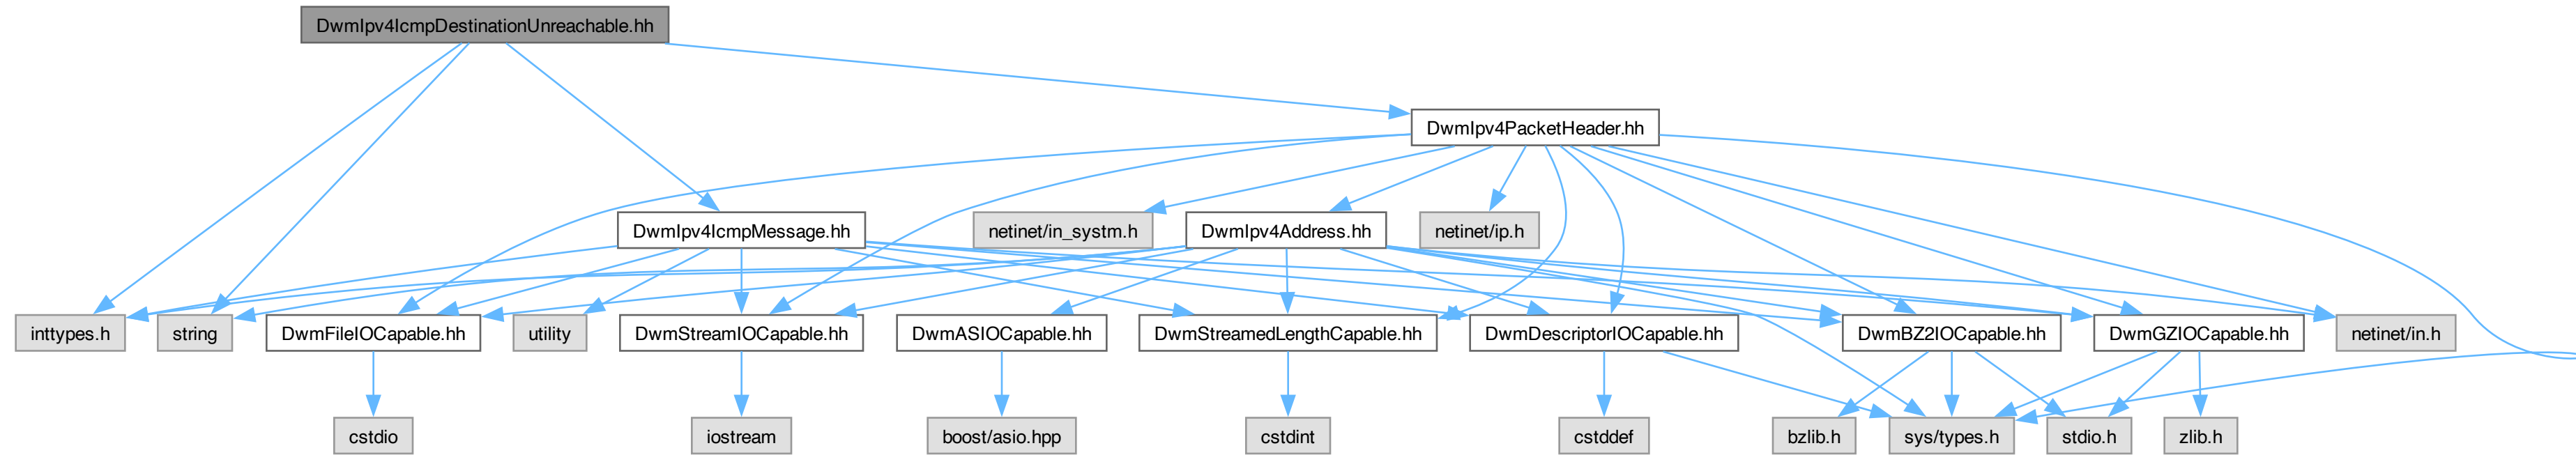 DwmIpv4IcmpDestinationUnreachable.hh
DwmIpv4PacketHeader.hh
DwmIpv4IcmpMessage.hh
netinet/in_systm.h
DwmIpv4Address.hh
netinet/ip.h
inttypes.h
string
DwmFileIOCapable.hh
utility
DwmStreamIOCapable.hh
DwmASIOCapable.hh
DwmStreamedLengthCapable.hh
DwmDescriptorIOCapable.hh
DwmBZ2IOCapable.hh
DwmGZIOCapable.hh
netinet/in.h
cstdio
iostream
boost/asio.hpp
cstdint
cstddef
bzlib.h
sys/types.h
stdio.h
zlib.h